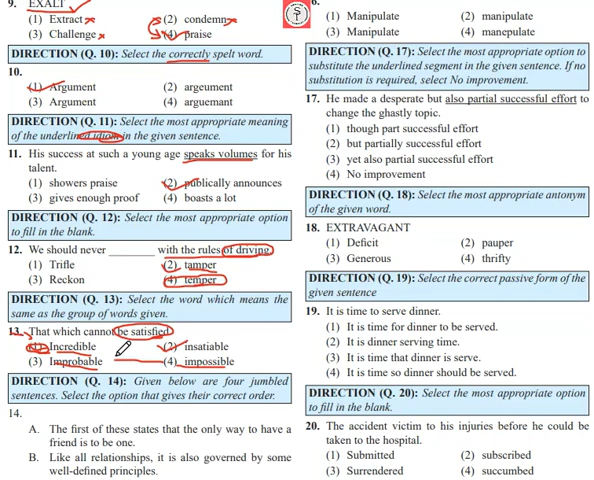 9. EXALT
(1) Extract (2) condemn
(3) Challenge (4) praise
DIRECTION (Q. 10): Select the correctly spelt word.
10.
(1) Argument (2) argeument
(3) Argument (4) arguemant
DIRECTION (Q. 11): Select the most appropriate meaning
of the underlined idiom in the given sentence.
11. His success at such a young age speaks volumes for his
talent.
(1) showers praise (2) publically announces
(3) gives enough proof (4) boasts a lot
DIRECTION (Q. 12): Select the most appropriate option
to fill in the blank.
12. We should never ________ with the rules of driving.
(1) Trifle (2) tamper
(3) Reckon (4) temper
DIRECTION (Q. 13): Select the word which means the
same as the group of words given.
13. That which cannot be satisfied
(1) Incredible (2) insatiable
(3) Improbable (4) impossible
DIRECTION (Q. 14): Given below are four jumbled
sentences. Select the option that gives their correct order.
14.
A. The first of these states that the only way to have a
friend is to be one.
B. Like all relationships, it is also governed by some
well-defined principles.
(1) Manipulate (2) manipulate
(3) Manipulate (4) manepulate
DIRECTION (Q. 17): Select the most appropriate option to
substitute the underlined segment in the given sentence. If no
substitution is required, select No improvement.
17. He made a desperate but also partial successful effort to
change the ghastly topic.
(1) though part successful effort
(2) but partially successful effort
(3) yet also partial successful effort
(4) No improvement
DIRECTION (Q. 18): Select the most appropriate antonym
of the given word.
18. EXTRAVAGANT
(1) Deficit (2) pauper
(3) Generous (4) thrifty
DIRECTION (Q. 19): Select the correct passive form of the
given sentence
19. It is time to serve dinner.
(1) It is time for dinner to be served.
(2) It is dinner serving time.
(3) It is time that dinner is serve.
(4) It is time so dinner should be served.
DIRECTION (Q. 20): Select the most appropriate option
to fill in the blank.
20. The accident victim to his injuries before he could be
taken to the hospital.
(1) Submitted (2) subscribed
(3) Surrendered (4) succumbed